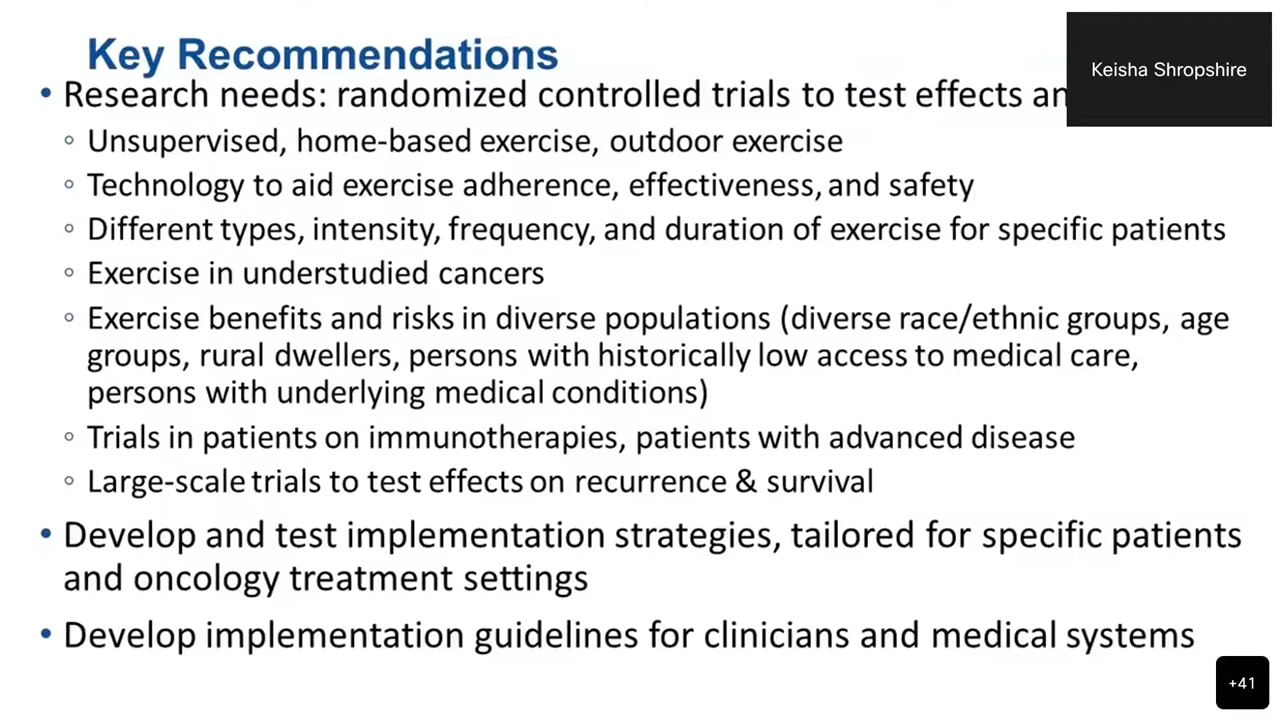 Key Recommendations
Keisha Shropshire
• Research needs: randomized controlled trials to test effects
◦ Unsupervised, home-based exercise, outdoor exercise
◦ Technology to aid exercise adherence, effectiveness, and safety
◦ Different types, intensity, frequency, and duration of exercise for specific patients
◦ Exercise in understudied cancers
◦ Exercise benefits and risks in diverse populations (diverse race/ethnic groups, age
groups, rural dwellers, persons with historically low access to medical care,
persons with underlying medical conditions)
◦ Trials in patients on immunotherapies, patients with advanced disease
◦ Large-scale trials to test effects on recurrence & survival
• Develop and test implementation strategies, tailored for specific patients
and oncology treatment settings
• Develop implementation guidelines for clinicians and medical systems
+41